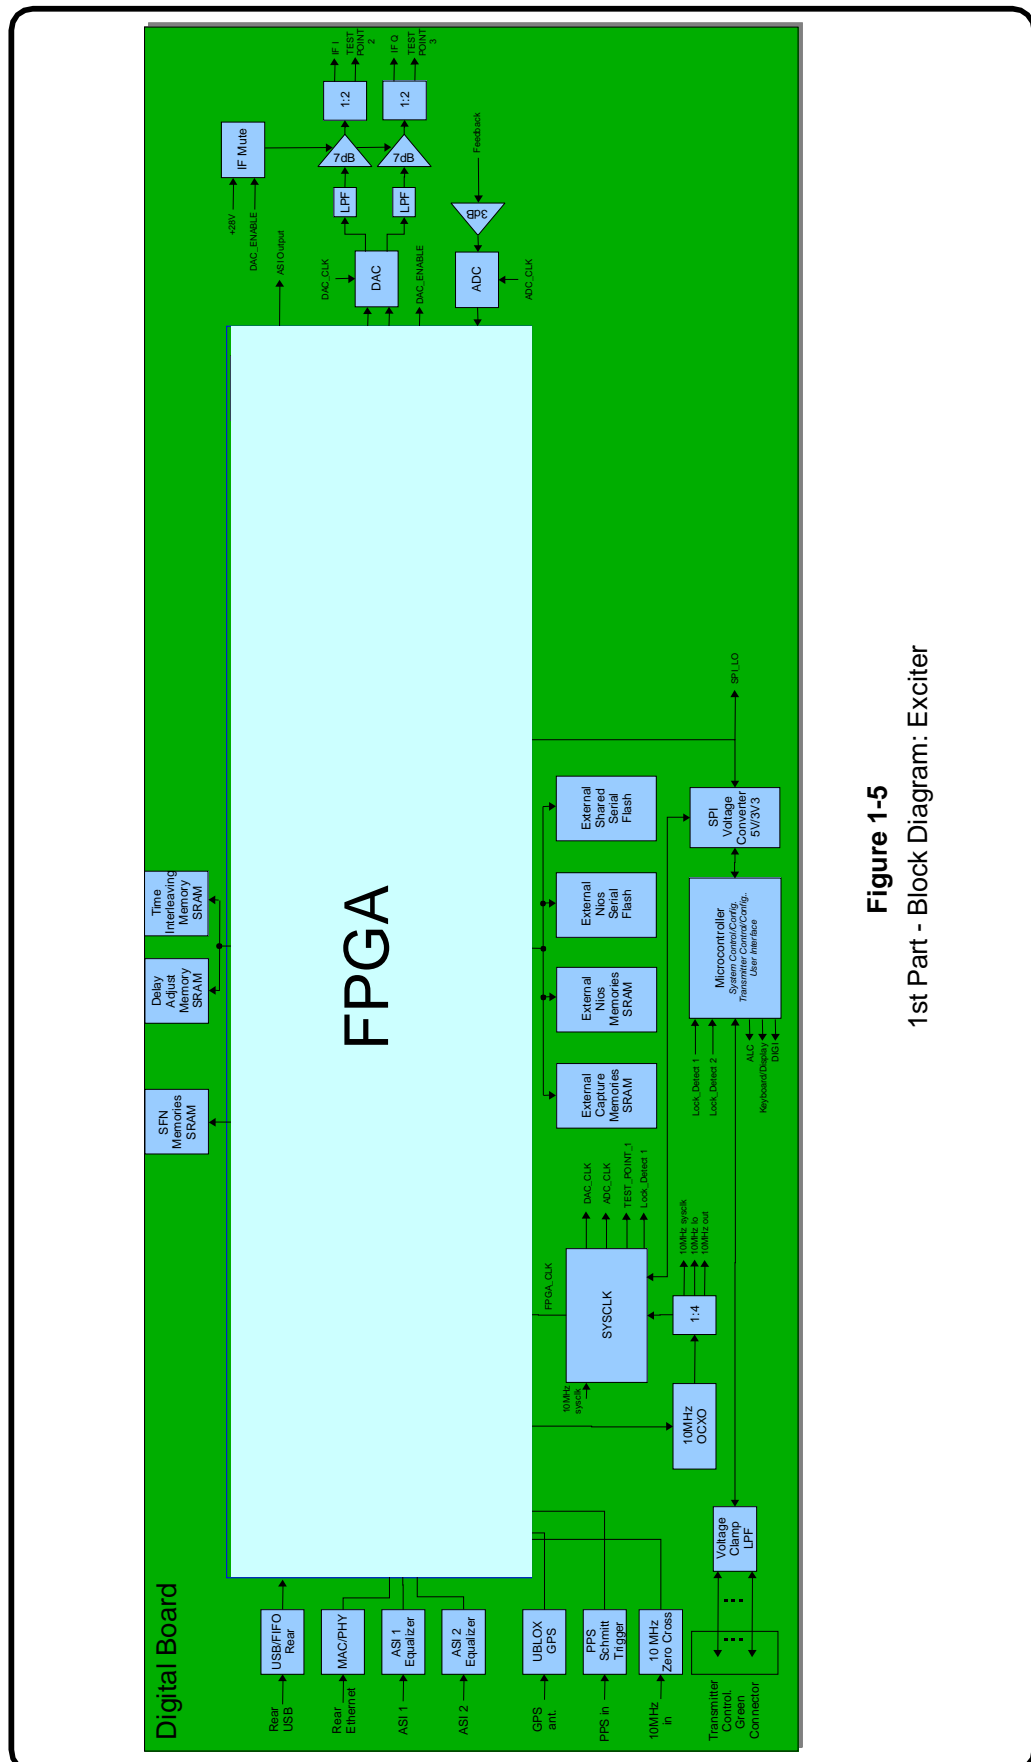 Digital Board
Rear
USB
USB/FIFO
Rear
Rear
Ethernet
MAC/PHY
ASI 1
ASI 1
Equalizer
ASI 2
ASI 2
Equalizer
GPS
ant.
UBLOX
GPS
PPS in
PPS
Schmitt
Trigger
10MHz
in
10 MHz
Zero Cross
Transmitter
Control.
Green
Connector
Voltage
Clamp
LPF
SFN
Memories
SRAM
Delay
Adjust
Memory
SRAM
Time
Interleaving
Memory
SRAM
FPGA
10MHz
OCXO
10MHz
sysclk
SYSCLK
FPGA_CLK
1:4
10MHz sysclk
10MHz lo
10MHz out
DAC_CLK
ADC_CLK
TEST_POINT_1
Lock_Detect 1
External
Capture
Memories
SRAM
External
Nios
Memories
SRAM
External
Nios
Serial
Flash
External
Shared
Serial
Flash
Lock_Detect 1
Lock_Detect 2
Microcontroller
System Control/Config.
Transmitter Control/Config..
User Interface
ALC
Keyboard/Display
DIG I
SPI
Voltage
Converter
5V/3V3
SPI_LO
+28V
DAC_ENABLE
IF Mute
ASI Output
DAC_CLK
DAC
DAC_ENABLE
LPF
LPF
7dB
7dB
1:2
1:2
IF I
TEST
POINT
2
IF Q
TEST
POINT
3
Feedback
3dB
ADC
ADC_CLK
Figure 1-5
1st Part - Block Diagram: Exciter